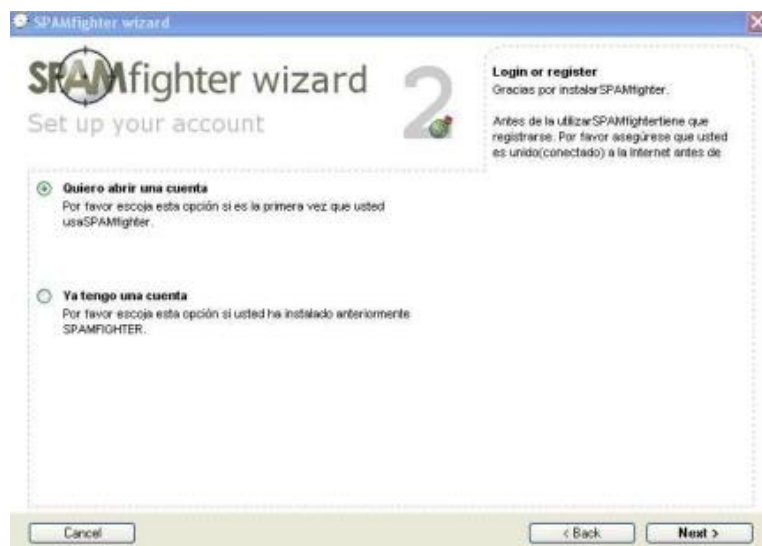 SPAMfighter wizard
SPAMfighter wizard
Set up your account
2
Login or register
Gracias por instalarSPAMfighter.
Antes de la utilizarSPAMfightertiene que
registrarse. Por favor asegúrese que usted
es unido(conectado) a la Internet antes de
Quiero abrir una cuenta
Por favor escoja esta opción si es la primera vez que usted
usaSPAMfighter.
Ya tengo una cuenta
Por favor escoja esta opción si usted ha instalado anteriormente
SPAMFIGHTER.
Cancel
< Back
Next >